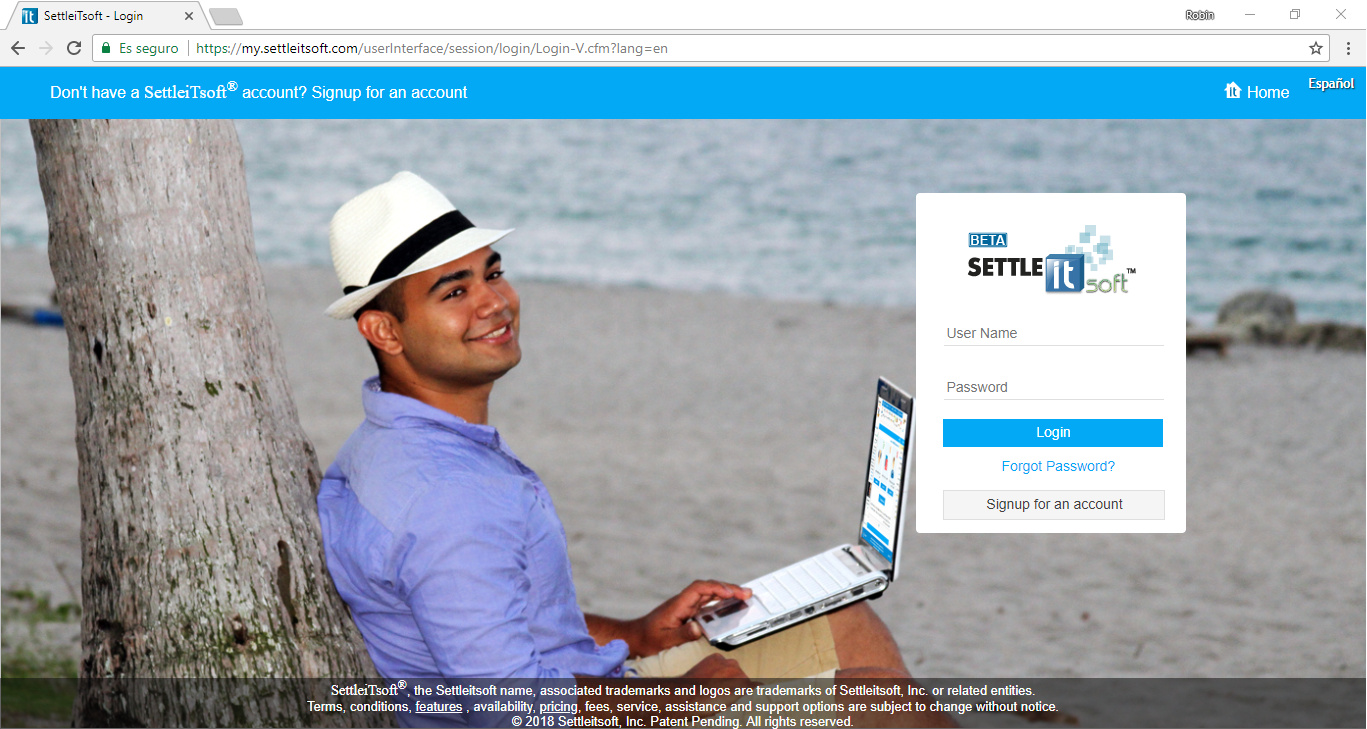 SettleiTsoft - Login
Robin
Es seguro
https://my.settleitsoft.com/userInterface/session/login/Login-V.cfm?lang=en
Don't have a SettleiTsoft® account? Signup for an account
it Home
Español
BETA
SETTLE it soft ™
User Name
Password
Login
Forgot Password?
Signup for an account
SettleiTsoft®, the Settleitsoft name, associated trademarks and logos are trademarks of Settleitsoft, Inc. or related entities.
Terms, conditions, features , availability, pricing, fees, service, assistance and support options are subject to change without notice.
© 2018 Settleitsoft, Inc. Patent Pending. All rights reserved.